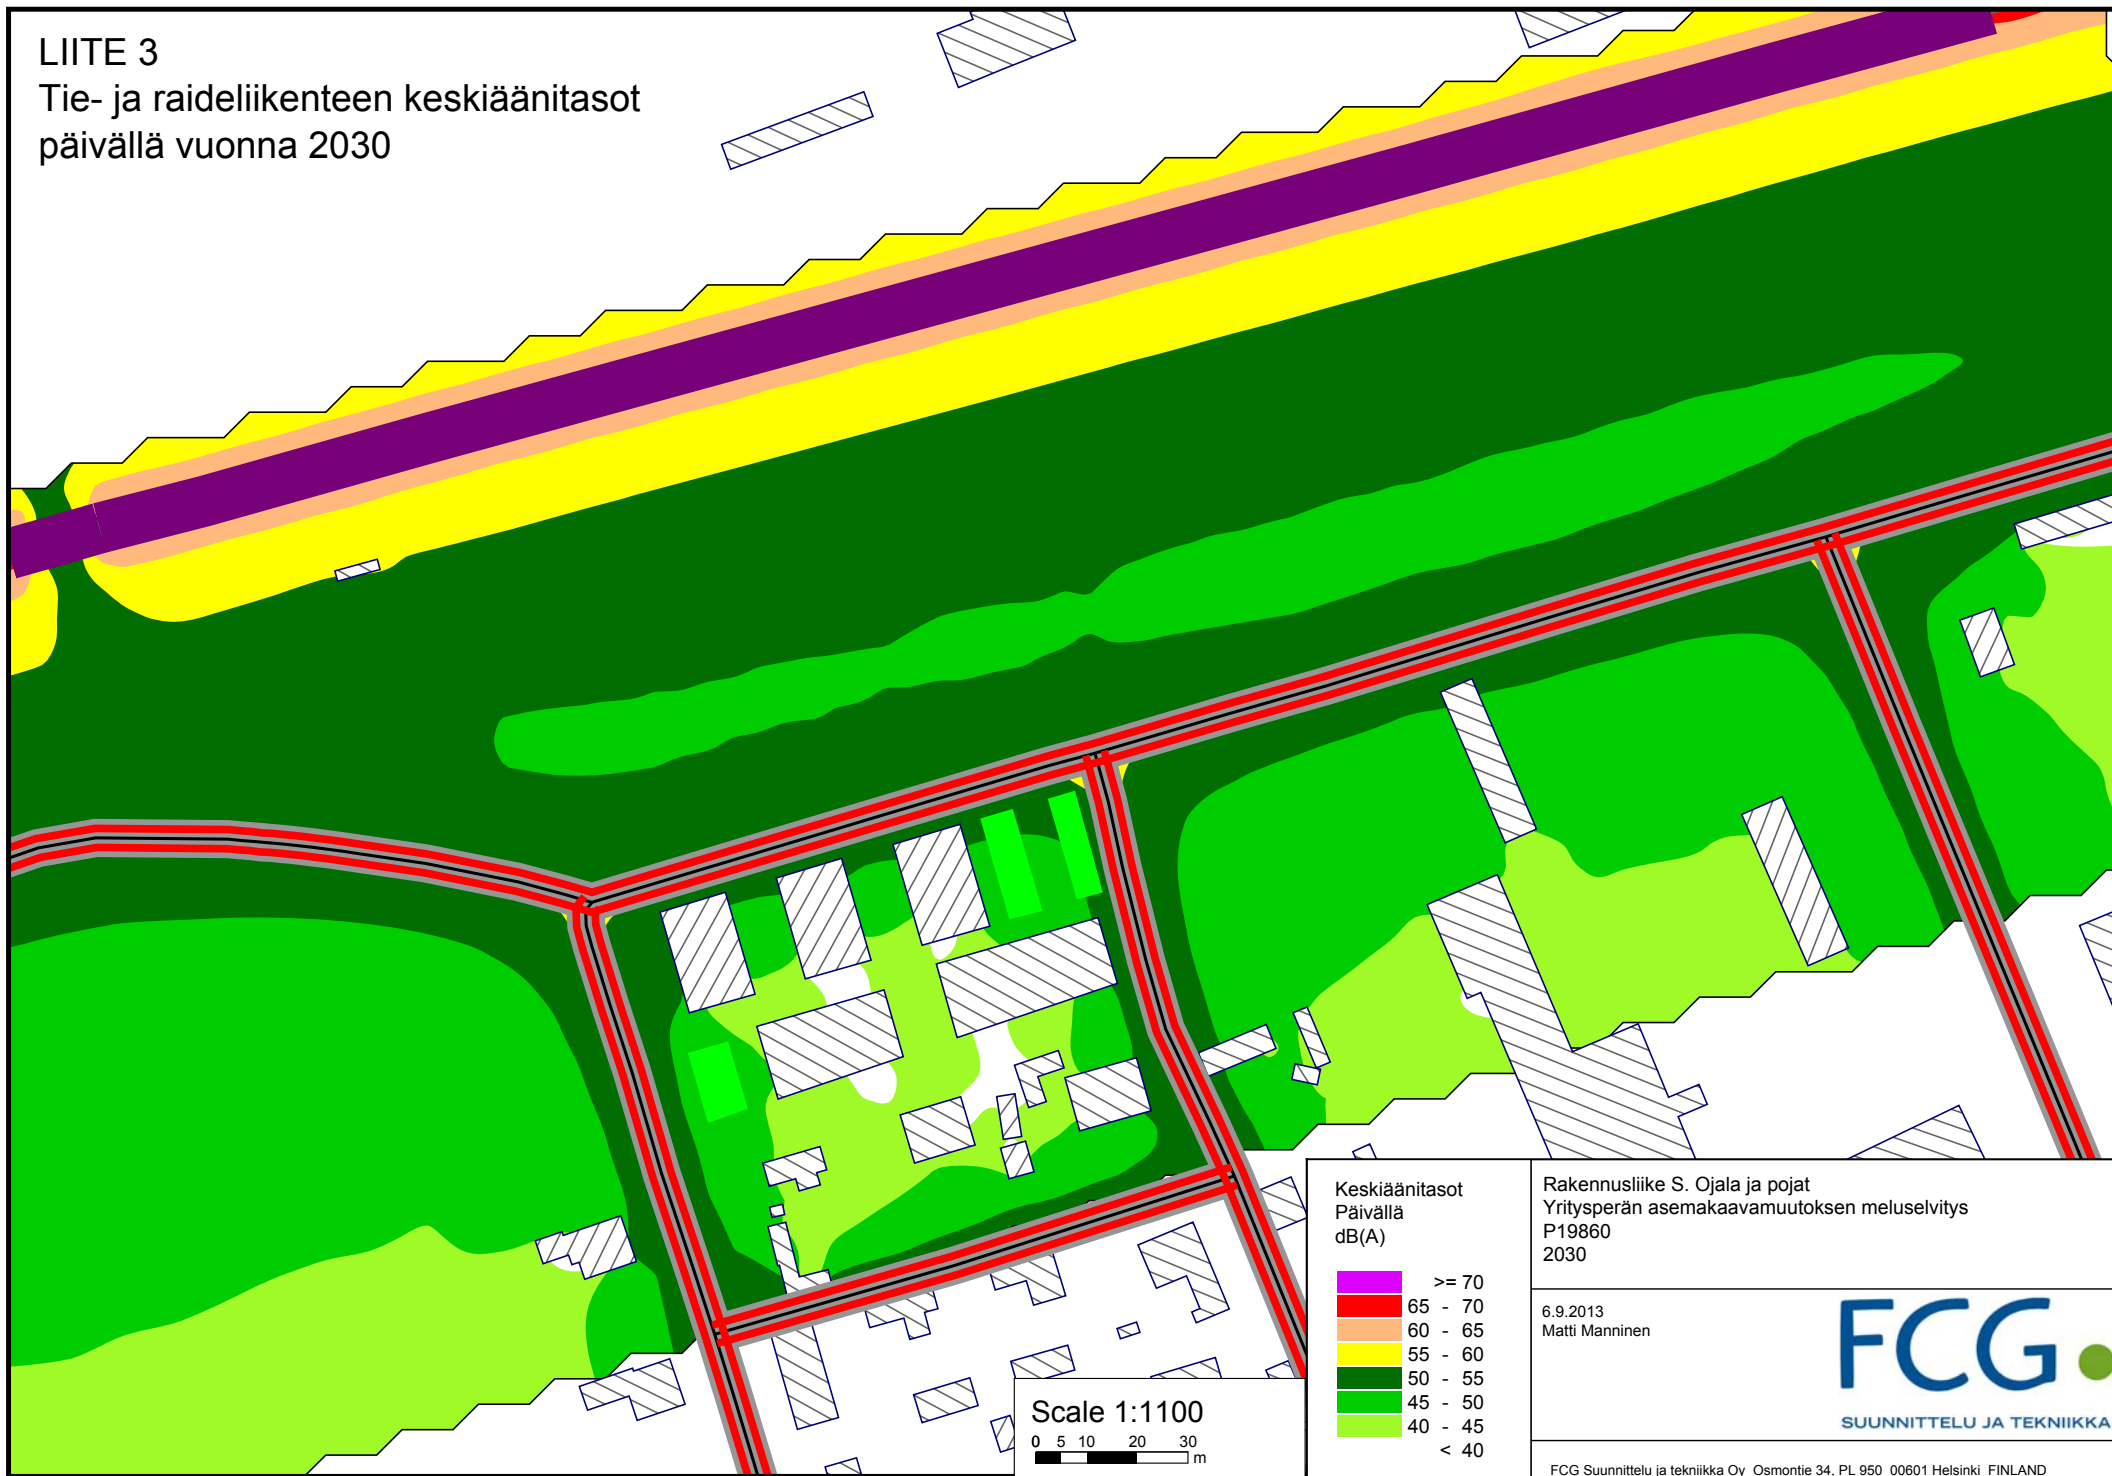 LIITE 3
Tie- ja raideliikenteen keskiäänitasot
päivällä vuonna 2030
Scale 1:1100
0 5 10 20 30
m
Keskiäänitasot
Päivällä
dB(A)
>= 70
65 - 70
60 - 65
55 - 60
50 - 55
45 - 50
40 - 45
< 40
Rakennusliike S. Ojala ja pojat
Yritysperän asemakaavamuutoksen meluselvitys
P19860
2030
6.9.2013
Matti Manninen
FCG
SUUNNITTELU JA TEKNIIKKA
FCG Suunnittelu ja tekniikka Oy Osmontie 34, PL 950 00601 Helsinki FINLAND